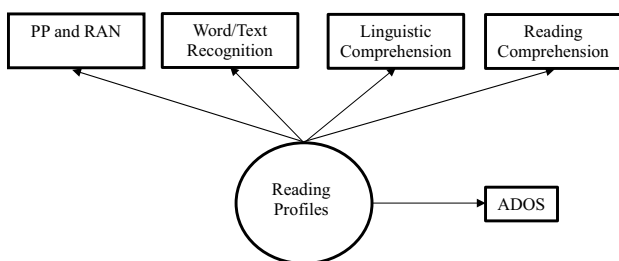 PP and RAN
Word/Text
Recognition
Linguistic
Comprehension
Reading
Comprehension
Reading
Profiles
ADOS